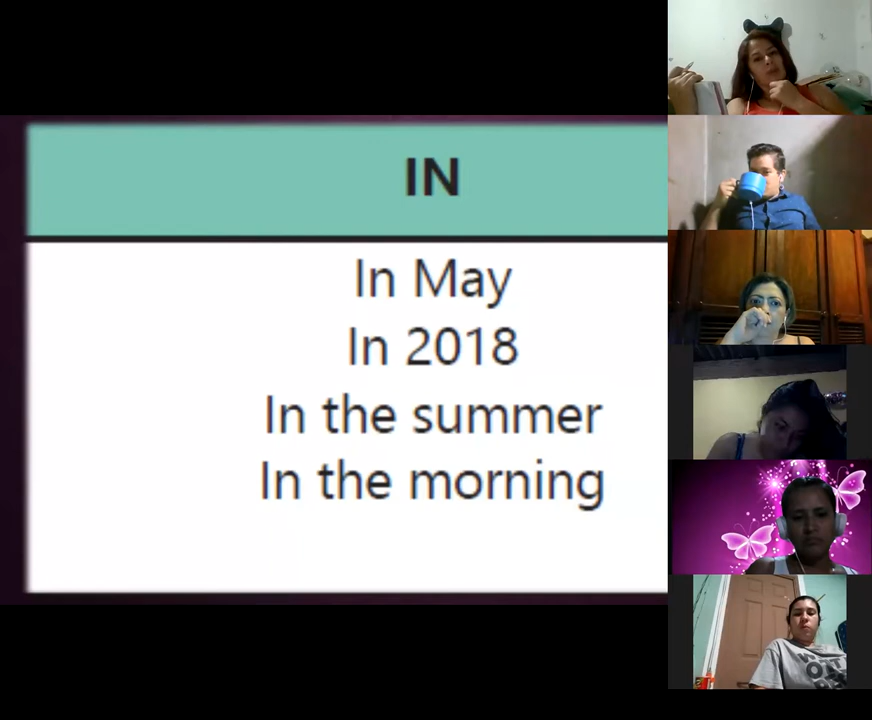 IN
In May
In 2018
In the summer
In the morning